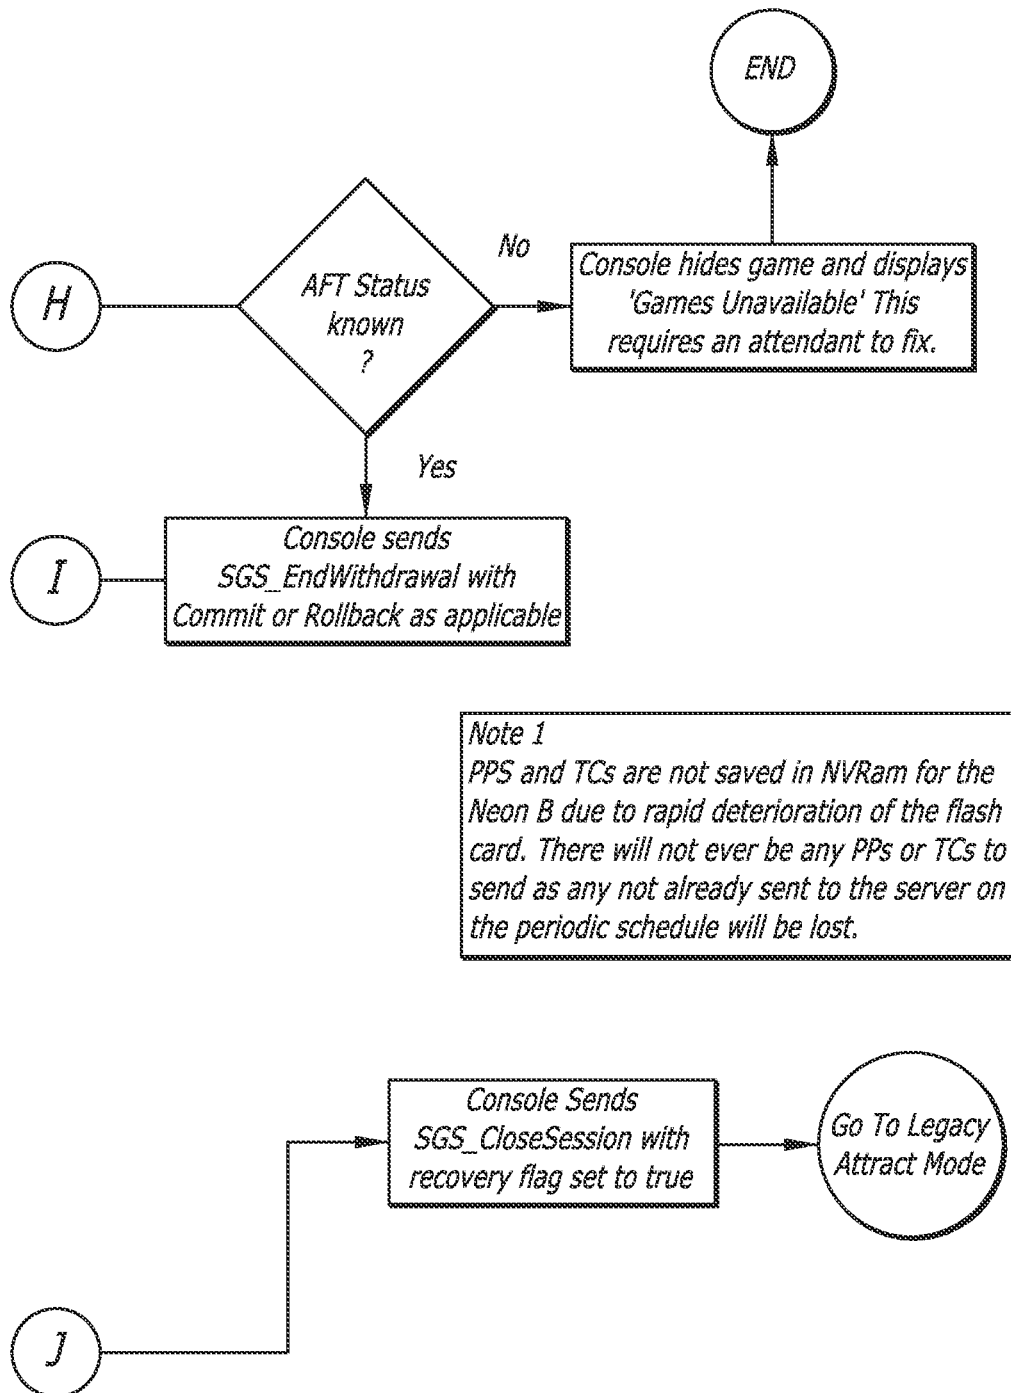 END
No
Console hides game and displays
'Games Unavailable' This
requires an attendant to fix.
H
AFT Status
known
?
Yes
I
Console sends
SGS_EndWithdrawal with
Commit or Rollback as applicable
Note 1
PPS and TCs are not saved in NVRam for the
Neon B due to rapid deterioration of the flash
card. There will not ever be any PPs or TCs to
send as any not already sent to the server on
the periodic schedule will be lost.
Console Sends
SGS_CloseSession with
recovery flag set to true
Go To Legacy
Attract Mode
J